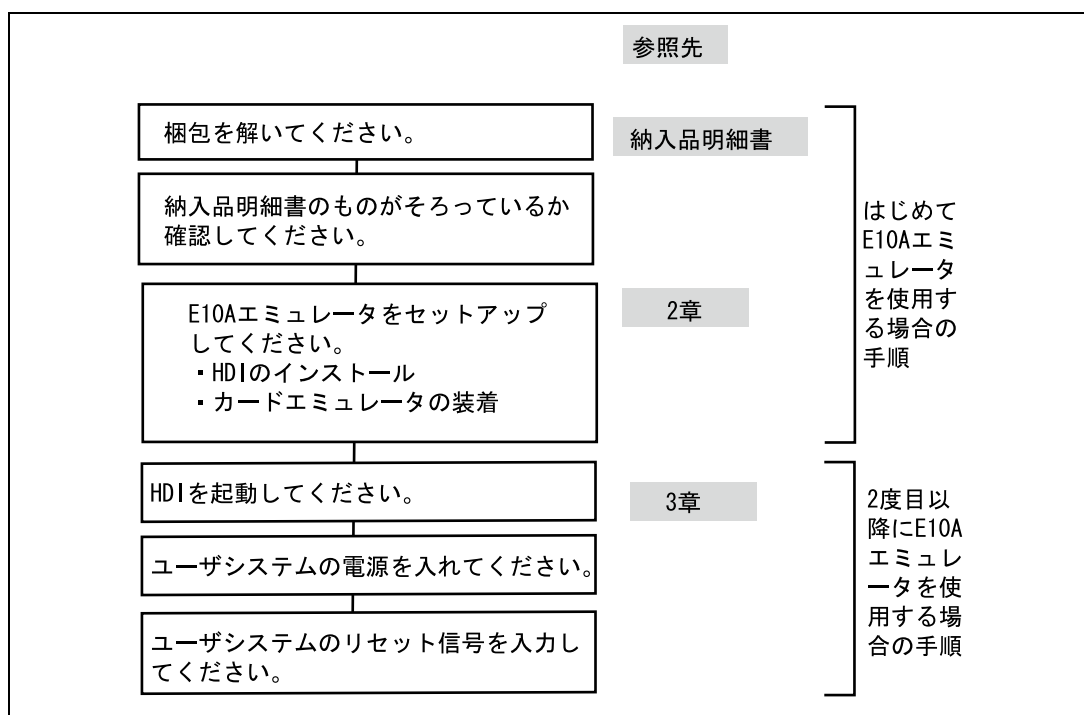 参照先
梱包を解いてください。
納入品明細書
納入品明細書のものがそろっているか
確認してください。
E10Aエミュレータをセットアップ
してください。
・HDIのインストール
・カードエミュレータの装着
2章
はじめて
E10Aエミ
ュレータ
を使用す
る場合の
手順
HDIを起動してください。
3章
ユーザシステムの電源を入れてください。
ユーザシステムのリセット信号を入力し
てください。
2度目以
降にE10A
エミュレ
ータを使
用する場
合の手順